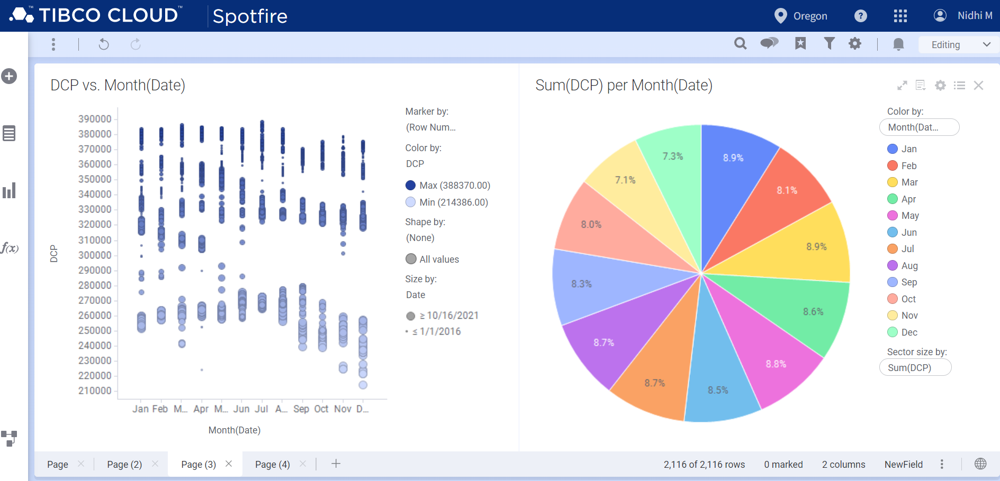 TIBCO CLOUD™ Spotfire
Oregon
Nidhi M
Editing
DCP vs. Month(Date)
390000
380000
370000
360000
350000
340000
330000
320000
310000
300000
290000
280000
270000
260000
250000
240000
230000
220000
210000
DCP
Jan Feb M... Apr M... Jun Jul A... Sep Oct Nov D...
Month(Date)
Marker by:
(Row Num...
Color by:
DCP
Max (388370.00)
Min (214386.00)
Shape by:
(None)
All values
Size by:
Date
≥ 10/16/2021
≤ 1/1/2016
Sum(DCP) per Month(Date)
8.9%
8.1%
8.9%
8.6%
8.8%
8.5%
8.7%
8.7%
8.3%
8.0%
7.1%
7.3%
Color by:
Month(Dat...
Jan
Feb
Mar
Apr
May
Jun
Jul
Aug
Sep
Oct
Nov
Dec
Sector size by:
Sum(DCP)
f(x)
Page
Page (2)
Page (3)
Page (4)
2,116 of 2,116 rows
0 marked
2 columns
NewField